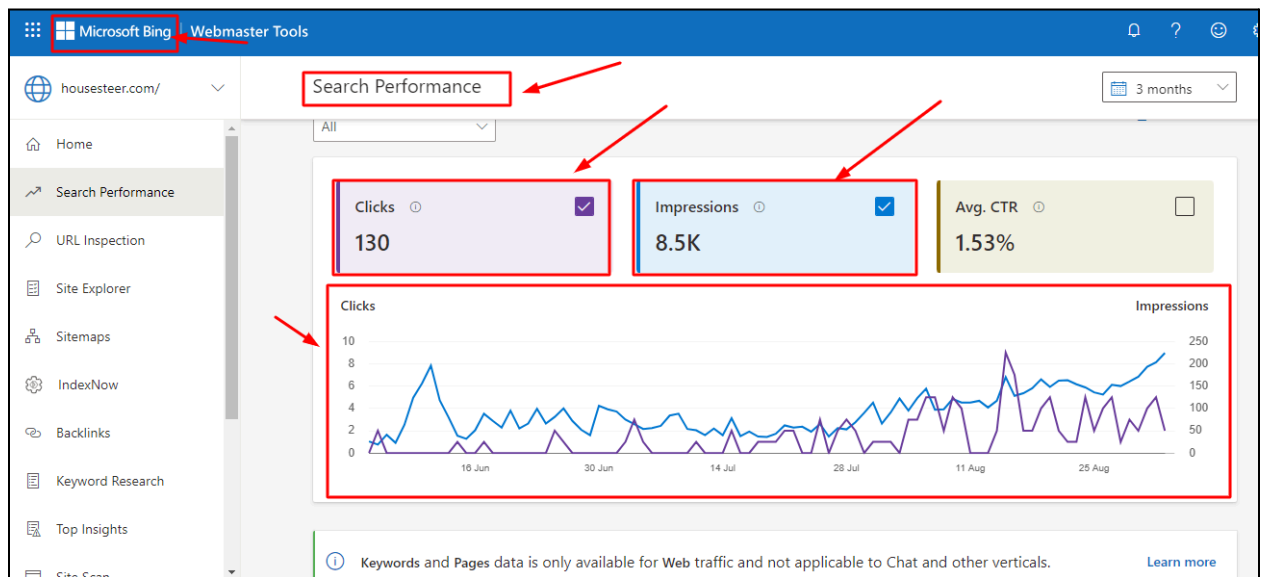 Microsoft Bing Webmaster Tools
housesteer.com/
Search Performance
3 months
All
Home
Search Performance
URL Inspection
Site Explorer
Sitemaps
IndexNow
Backlinks
Keyword Research
Top Insights
Site Scan
Clicks
130
Impressions
8.5K
Avg. CTR
1.53%
Clicks Impressions
10 250
8 200
6 150
4 100
2 50
0 0
16 Jun 30 Jun 14 Jul 28 Jul 11 Aug 25 Aug
Keywords and Pages data is only available for Web traffic and not applicable to Chat and other verticals. Learn more